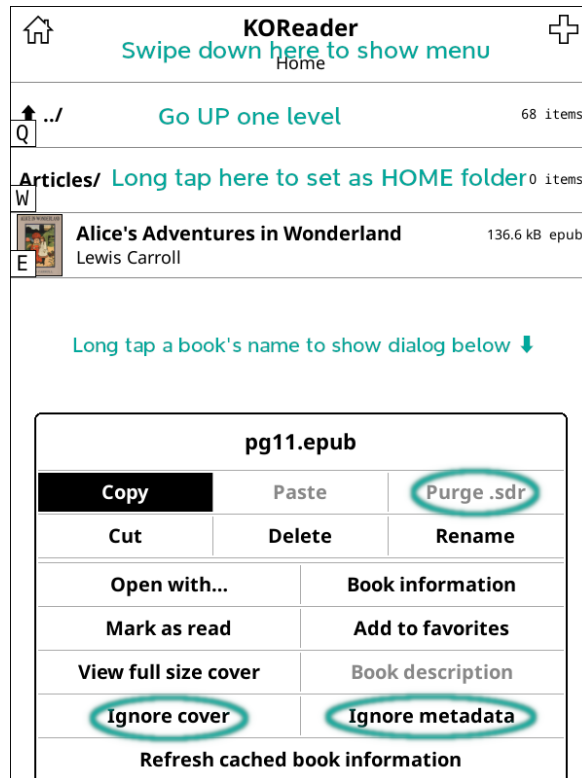 KOReader
Swipe down here to show menu
Home
../ Go UP one level 68 items
Q
Articles/ Long tap here to set as HOME folder 0 items
W
Alice's Adventures in Wonderland 136.6 kB epub
E
Lewis Carroll
Long tap a book's name to show dialog below
pg11.epub
Copy Paste Purge .sdr
Cut Delete Rename
Open with... Book information
Mark as read Add to favorites
View full size cover Book description
Ignore cover Ignore metadata
Refresh cached book information